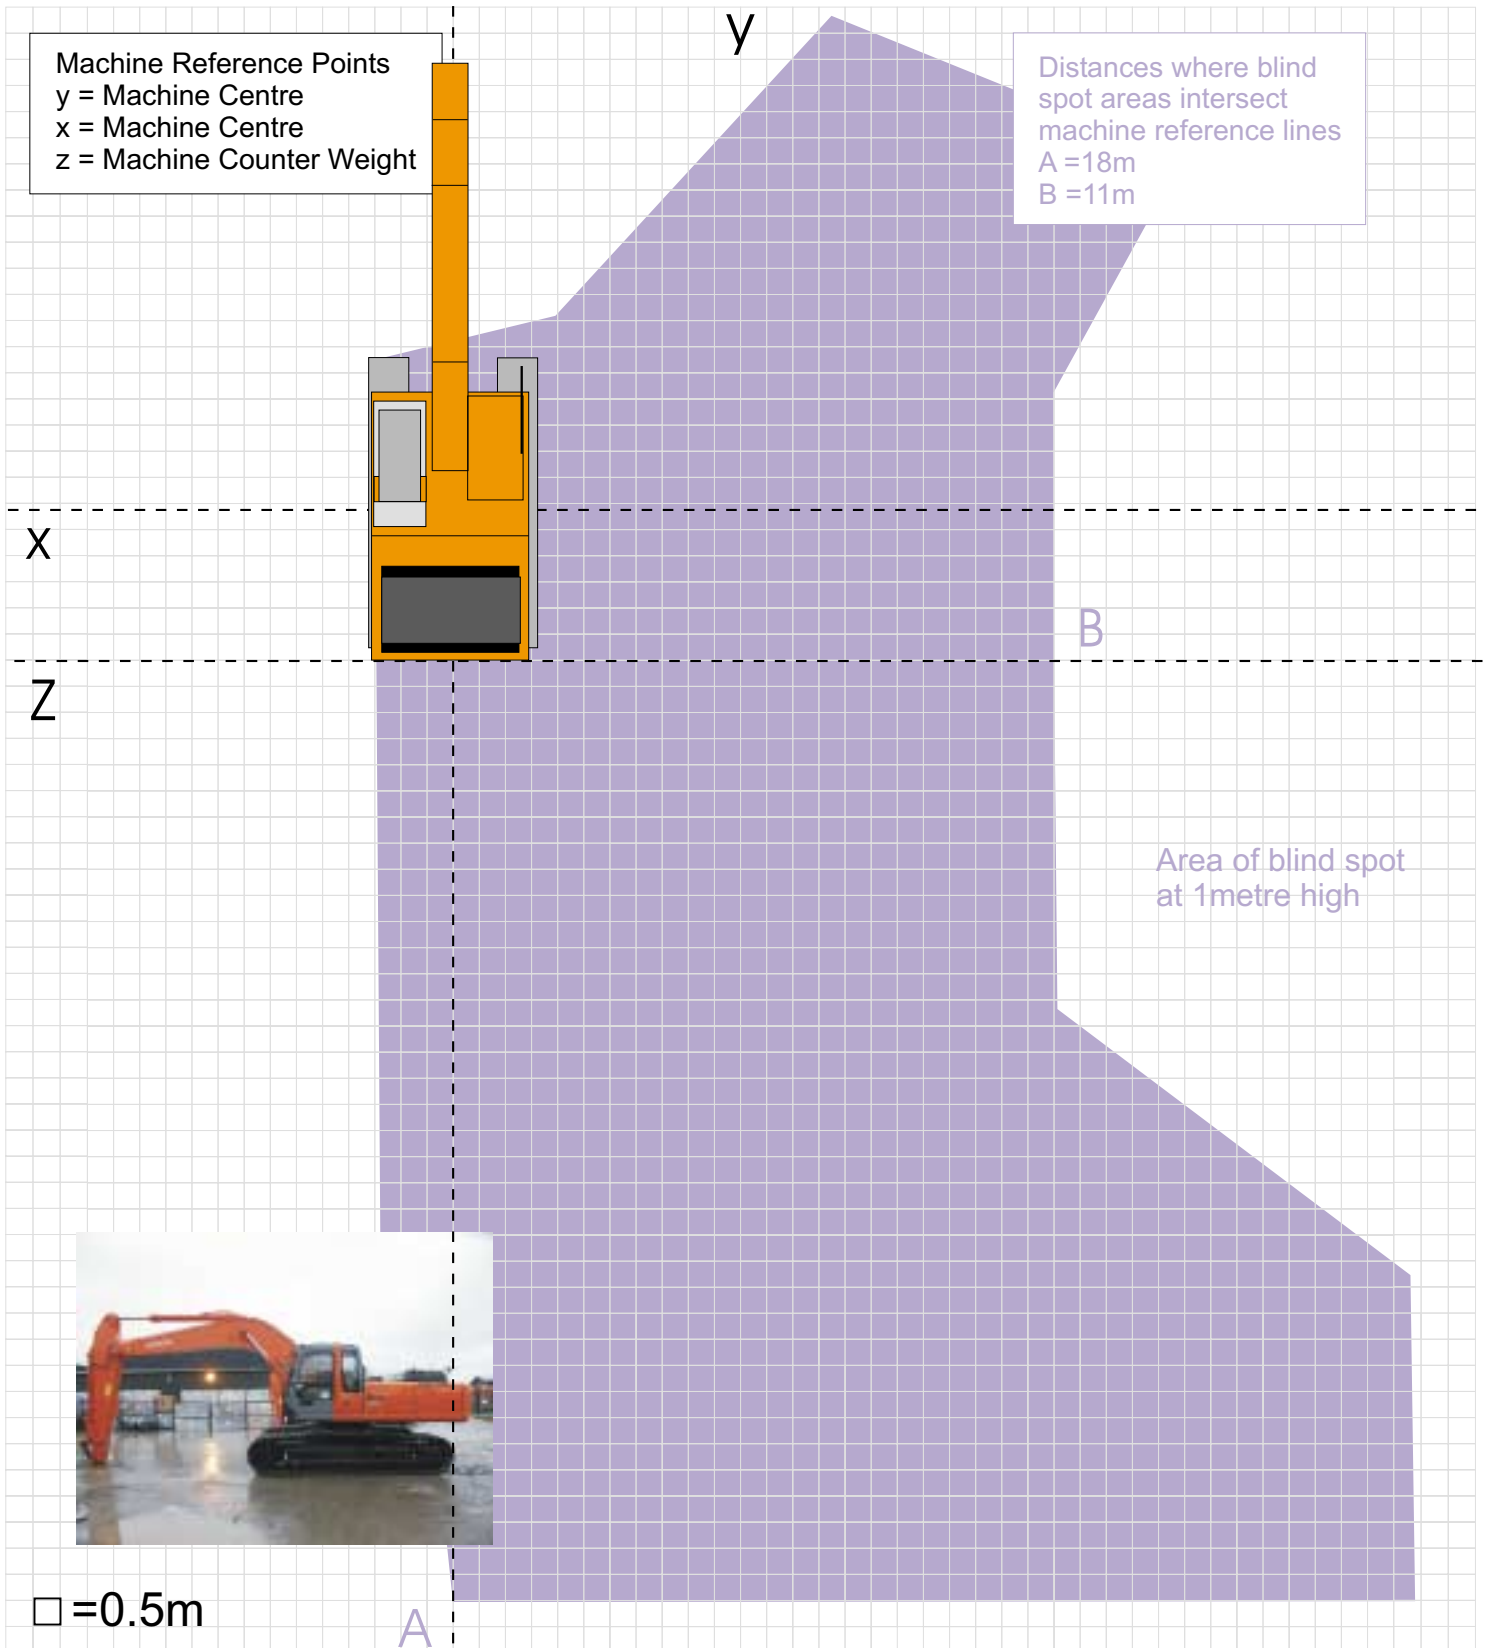 y
Machine Reference Points
y = Machine Centre
x = Machine Centre
z = Machine Counter Weight
Distances where blind
spot areas intersect
machine reference lines
A =18m
B =11m
x
B
z
Area of blind spot
at 1metre high
=0.5m
A